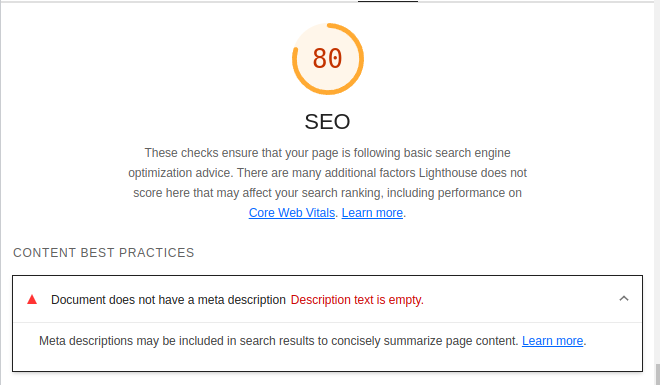 80
SEO
These checks ensure that your page is following basic search engine
optimization advice. There are many additional factors Lighthouse does not
score here that may affect your search ranking, including performance on
Core Web Vitals. Learn more.
CONTENT BEST PRACTICES
Document does not have a meta description Description text is empty.
Meta descriptions may be included in search results to concisely summarize page content. Learn more.